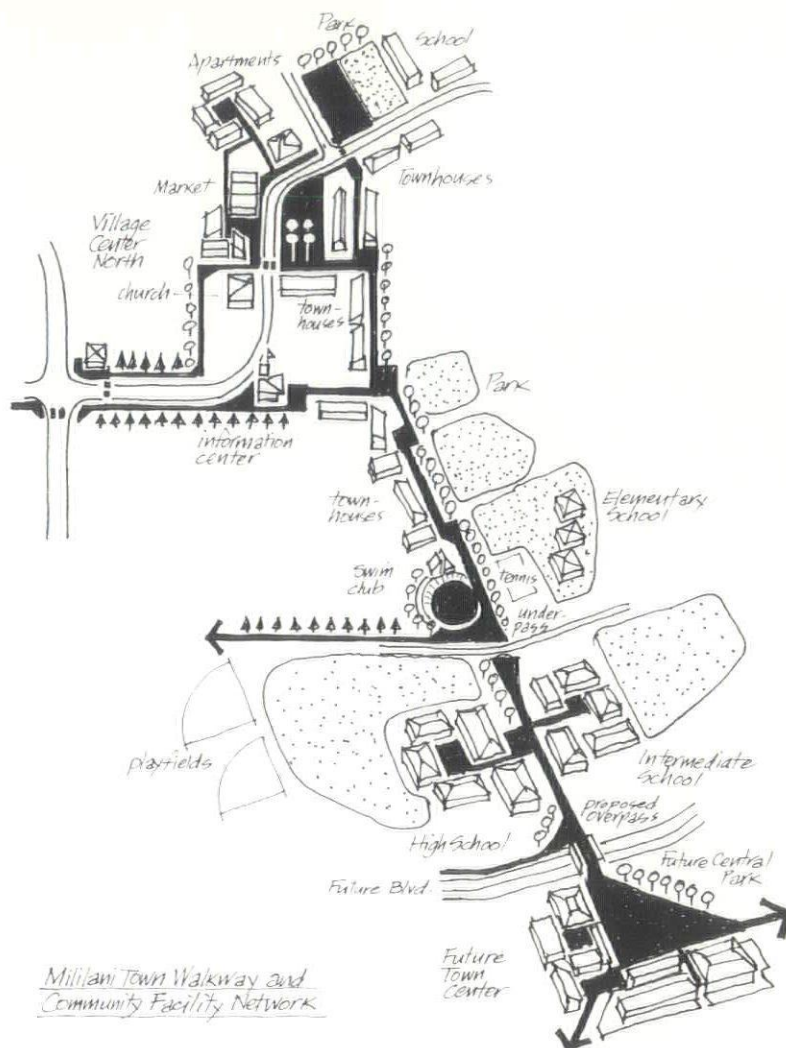 Park
School
Apartments
Townhouses
Market
Village
Center
North
church
town-
houses
Park
information
center
town-
houses
Elementary
School
Swim
club
tennis
under-
pass
playfields
Intermediate
School
proposed
overpass
High School
Future Central
Park
Future Blvd.
Future
Town
Center
Mililani Town Walkway and
Community Facility Network